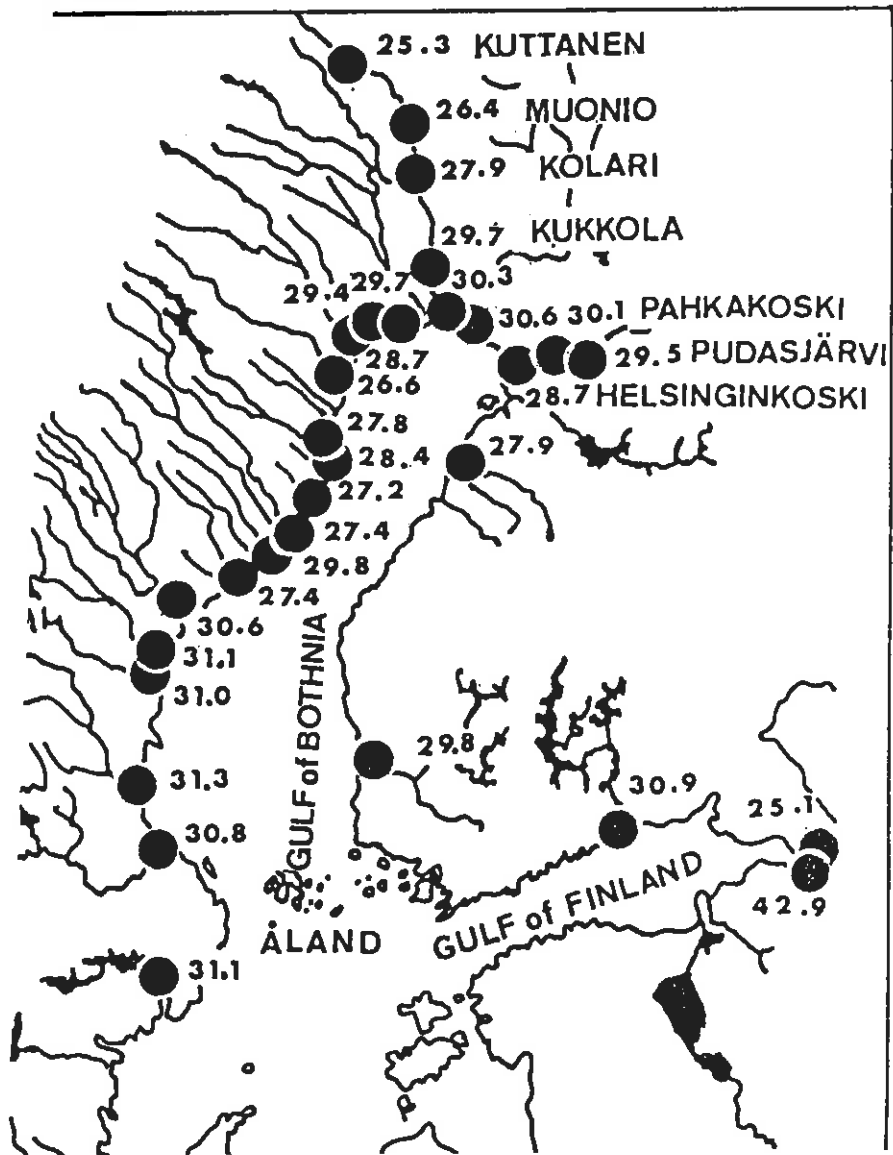 25.3 KUTTANEN
26.4 MUONIO
27.9 KOLARI
29.7 KUKKOLA
29.4 29.7 30.3
30.6 30.1 PAHKAKOSKI
28.7 29.5 PUDASJÄRVI
26.6 28.7 HELSINGINKOSKI
27.8 27.9
28.4
27.2
27.4
29.8
27.4
30.6
31.1
31.0
GULF of BOTHNIA
29.8
31.3 30.9
25.1
30.8
GULF of FINLAND
42.9
ÅLAND
31.1